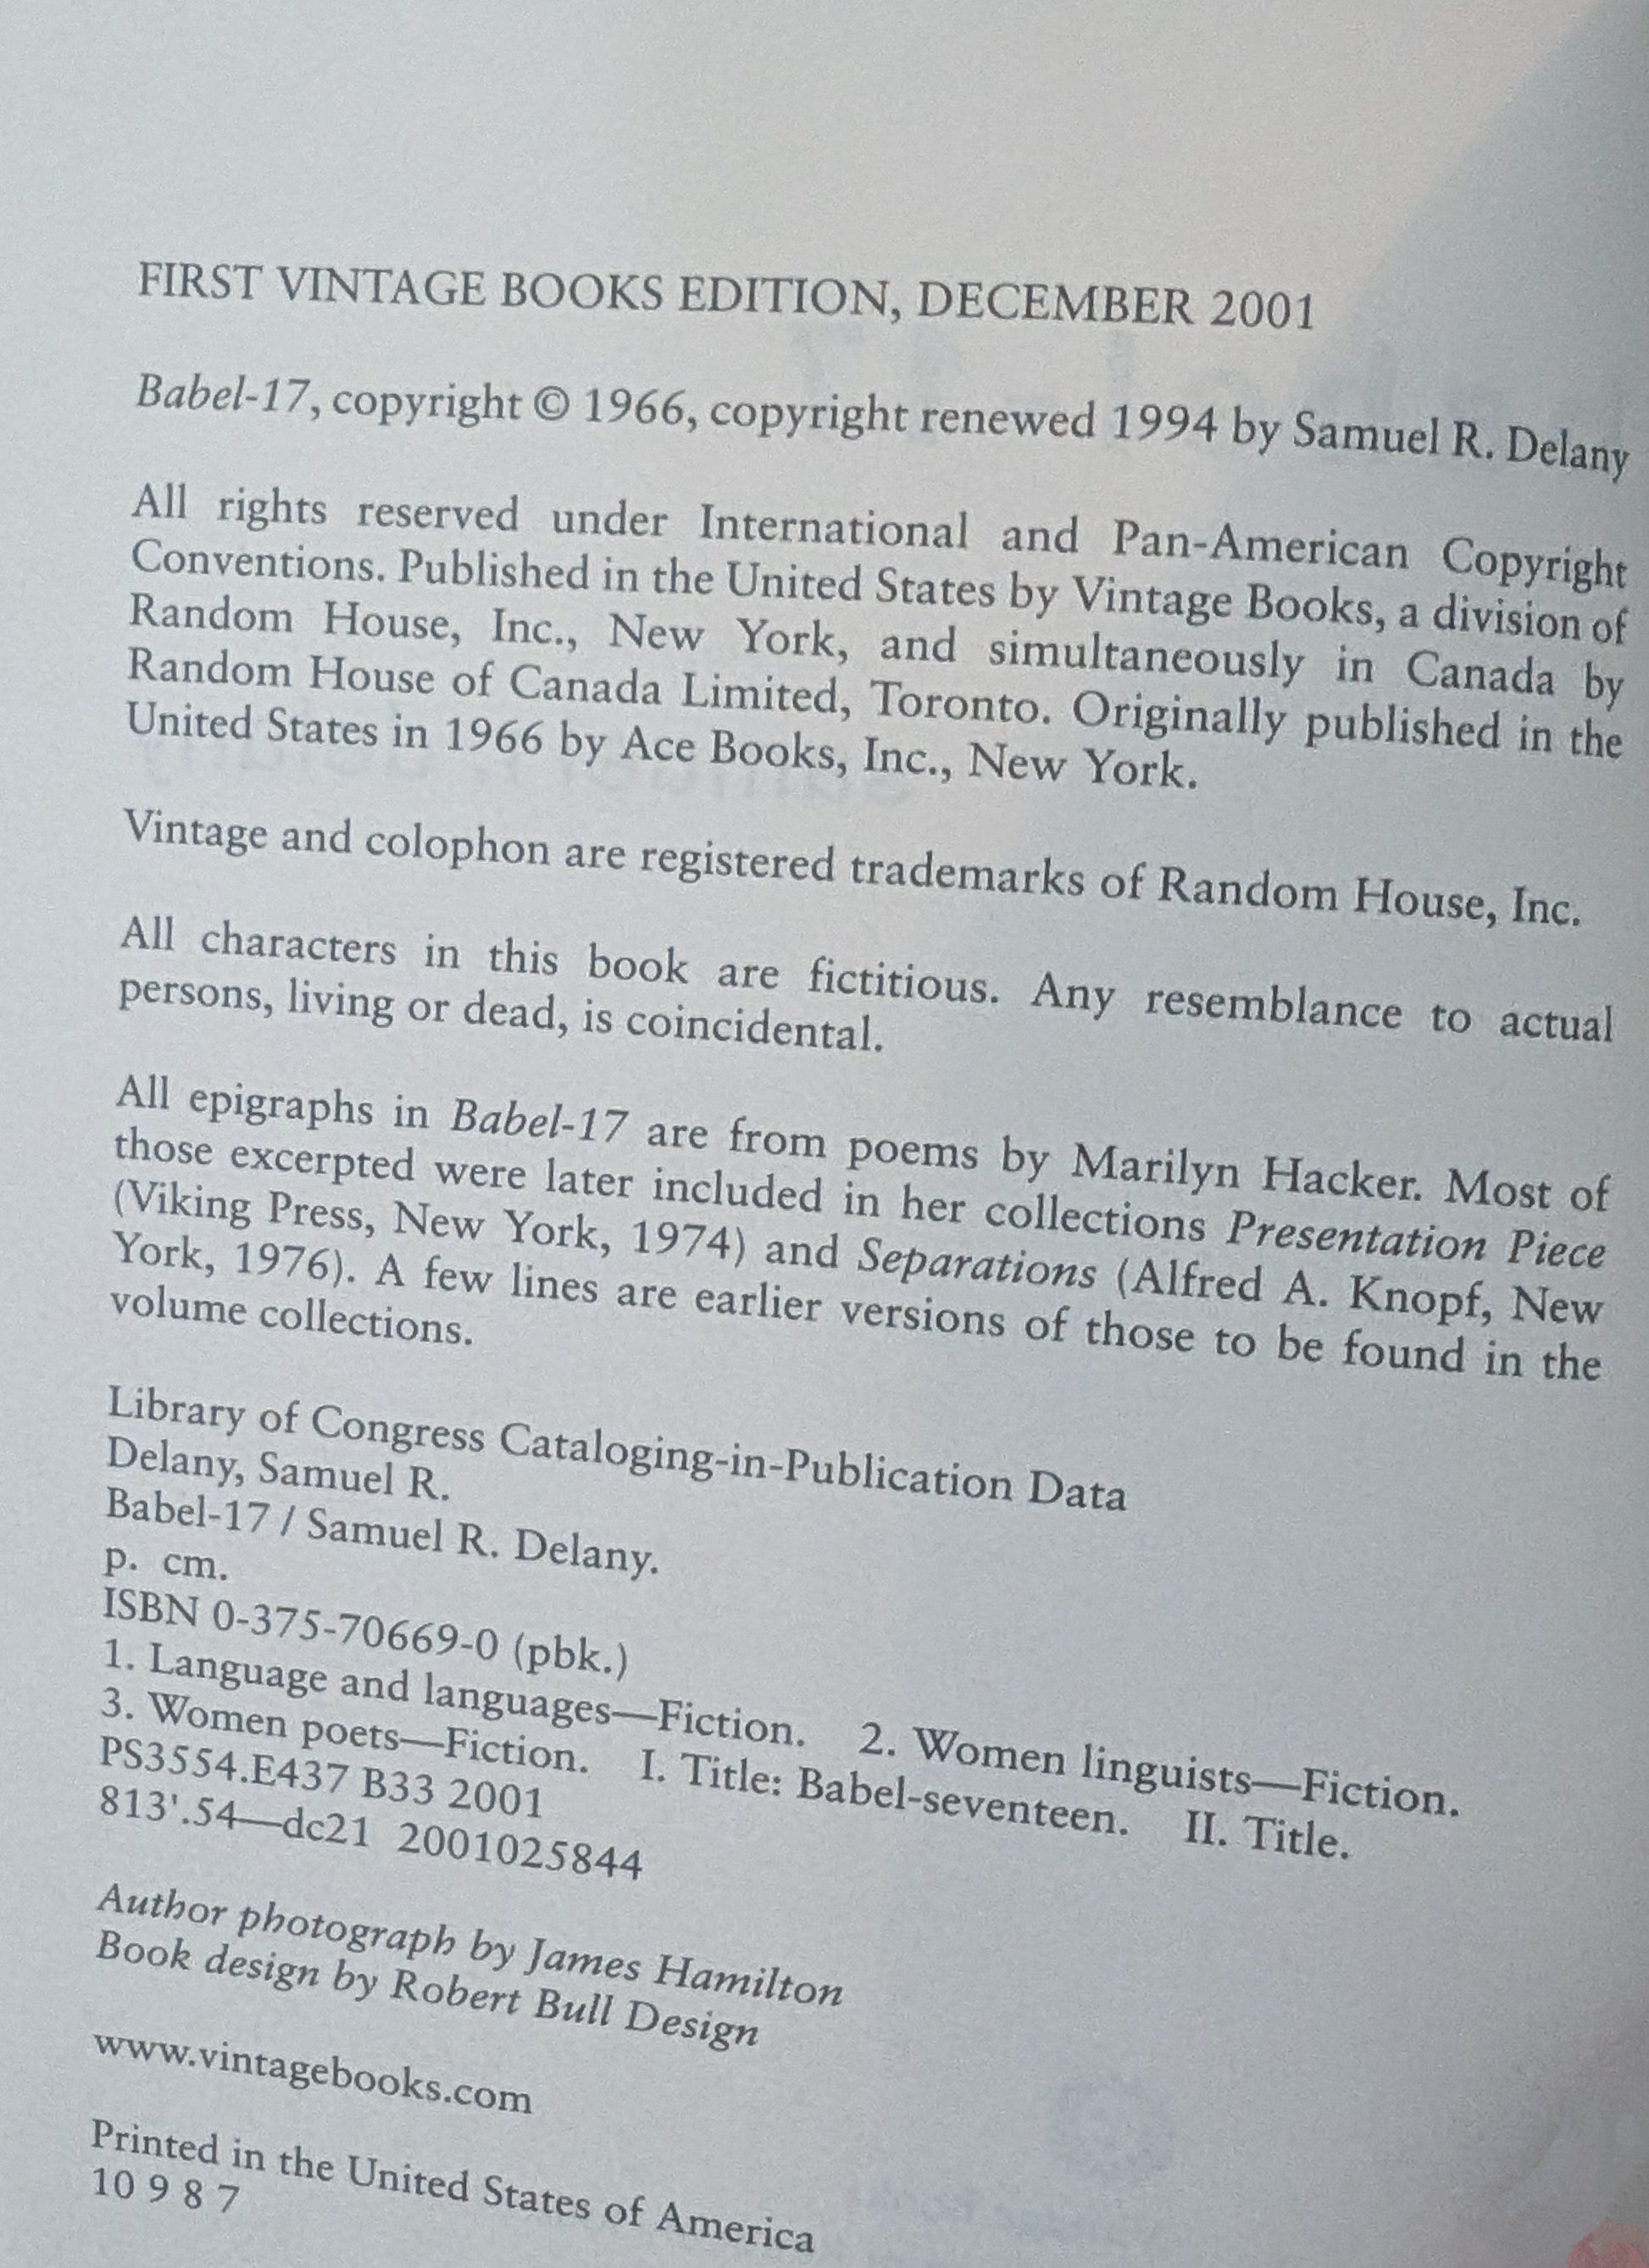 FIRST VINTAGE BOOKS EDITION, DECEMBER 2001
Babel-17, copyright © 1966, copyright renewed 1994 by Samuel R. Delany
All rights reserved under International and Pan-American Copyright
Conventions. Published in the United States by Vintage Books, a division of
Random House, Inc., New York, and simultaneously in Canada by
Random House of Canada Limited, Toronto. Originally published in the
United States in 1966 by Ace Books, Inc., New York.
Vintage and colophon are registered trademarks of Random House, Inc.
All characters in this book are fictitious. Any resemblance to actual
persons, living or dead, is coincidental.
All epigraphs in Babel-17 are from poems by Marilyn Hacker. Most of
those excerpted were later included in her collections Presentation Piece
(Viking Press, New York, 1974) and Separations (Alfred A. Knopf, New
York, 1976). A few lines are earlier versions of those to be found in the
volume collections.
Library of Congress Cataloging-in-Publication Data
Delany, Samuel R.
Babel-17 / Samuel R. Delany.
p. cm.
ISBN 0-375-70669-0 (pbk.)
1. Language and languages—Fiction. 2. Women linguists—Fiction.
3. Women poets—Fiction. I. Title: Babel-seventeen. II. Title.
PS3554.E437 B33 2001
813'.54—dc21 2001025844
Author photograph by James Hamilton
Book design by Robert Bull Design
www.vintagebooks.com
Printed in the United States of America
10 9 8 7